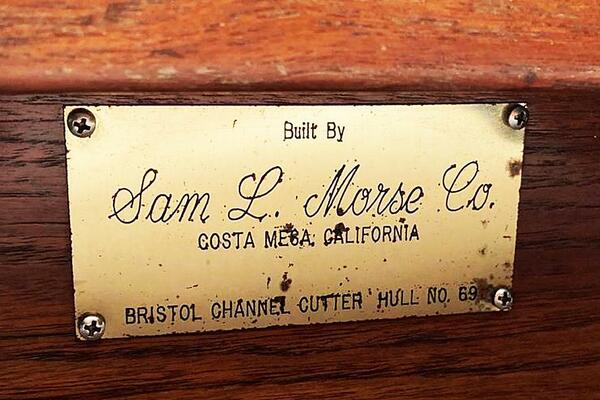 Built By
Sam L. Morse Co.
COSTA MESA, CALIFORNIA
BRISTOL CHANNEL CUTTER HULL NO. 69